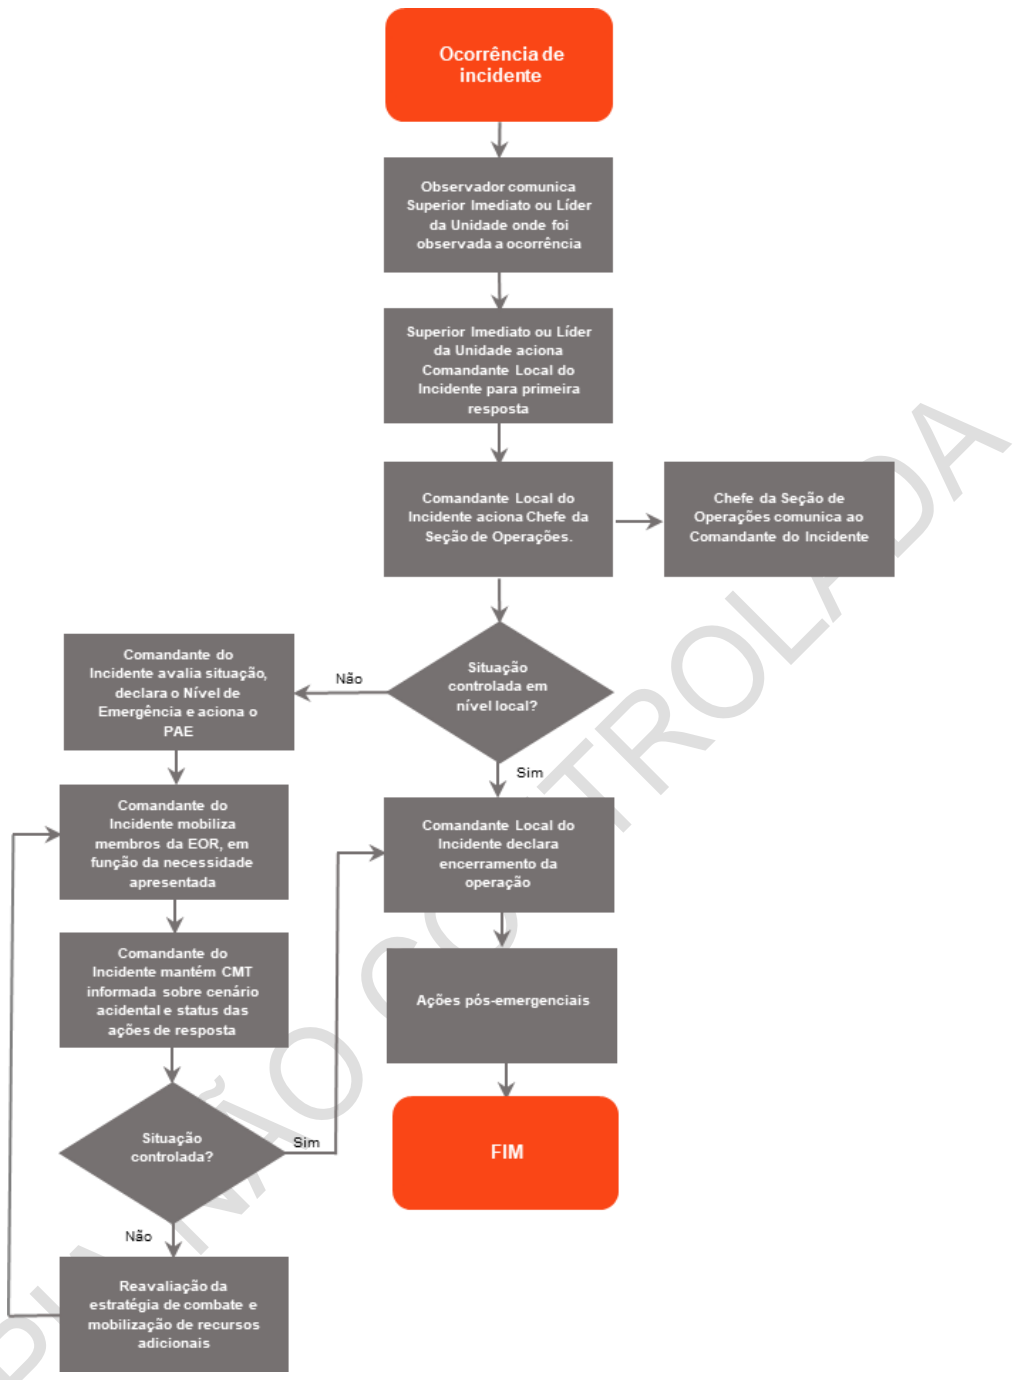 Ocorrência de
incidente
Observador comunica
Superior Imediato ou Líder
da Unidade onde foi
observada a ocorrência
Superior Imediato ou Líder
da Unidade aciona
Comandante Local do
Incidente para primeira
resposta
Comandante Local do
Incidente aciona Chefe da
Seção de Operações.
Chefe da Seção de
Operações comunica ao
Comandante do Incidente
Situação
controlada em
nível local?
Não
Comandante do
Incidente avalia situação,
declara o Nível de
Emergência e aciona o
PAE
Sim
Comandante do
Incidente mobiliza
membros da EOR, em
função da necessidade
apresentada
Comandante Local do
Incidente declara
encerramento da
operação
Comandante do
Incidente mantém CMT
informada sobre cenário
acidental e status das
ações de resposta
Ações pós-emergenciais
Situação
controlada?
Sim
FIM
Não
Reavaliação da
estratégia de combate e
mobilização de recursos
adicionais
NÃO CONTROLADA